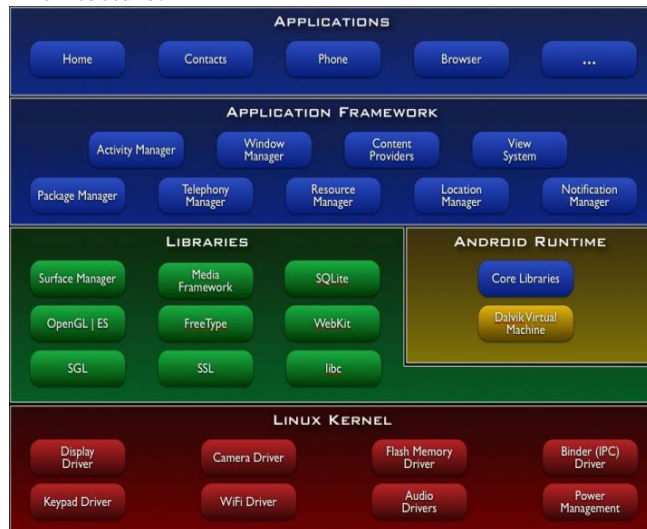 APPLICATIONS
Home Contacts Phone Browser ...
APPLICATION FRAMEWORK
Activity Manager
Window
Manager
Content
Providers
View
System
Package Manager
Telephony
Manager
Resource
Manager
Location
Manager
Notification
Manager
LIBRARIES
Surface Manager
Media
Framework
SQLite
OpenGL | ES
FreeType
WebKit
SGL
SSL
libc
ANDROID RUNTIME
Core Libraries
Dalvik Virtual
Machine
LINUX KERNEL
Display
Driver
Camera Driver
Flash Memory
Driver
Binder (IPC)
Driver
Keypad Driver
WiFi Driver
Audio
Drivers
Power
Management